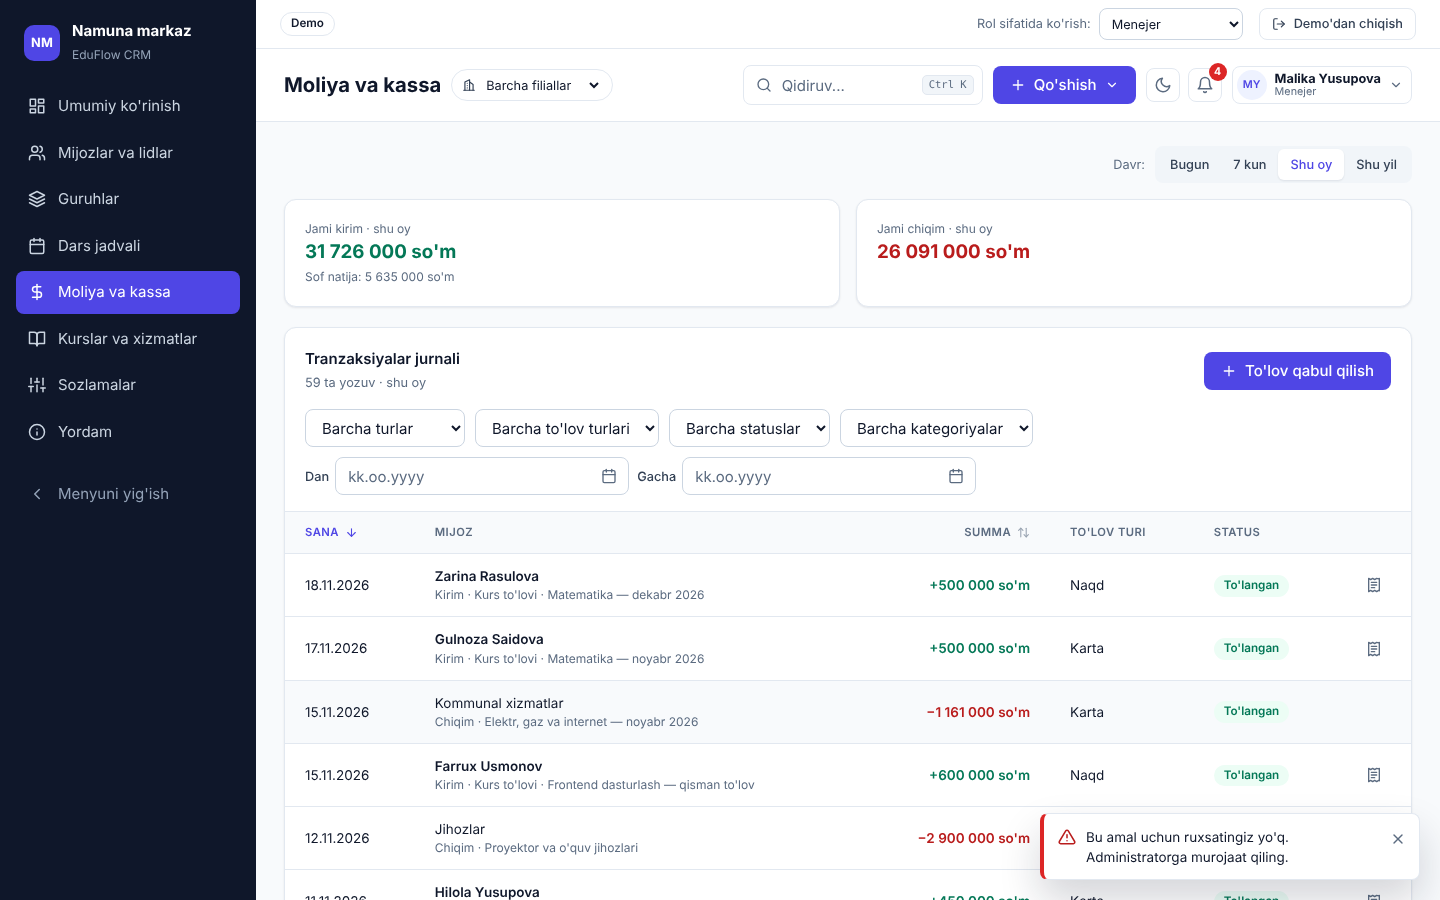 NM
Namuna markaz
EduFlow CRM
Umumiy ko'rinish
Mijozlar va lidlar
Guruhlar
Dars jadvali
Moliya va kassa
Kurslar va xizmatlar
Sozlamalar
Yordam
Menyuni yig'ish
Demo
Rol sifatida ko'rish:
Menejer
Demo'dan chiqish
Moliya va kassa
Barcha filiallar
Qidiruv...
Ctrl K
Qo'shish
4
MY
Malika Yusupova
Menejer
Davr:
Bugun
7 kun
Shu oy
Shu yil
Jami kirim · shu oy
31 726 000 so'm
Sof natija: 5 635 000 so'm
Jami chiqim · shu oy
26 091 000 so'm
Tranzaksiyalar jurnali
59 ta yozuv · shu oy
To'lov qabul qilish
Barcha turlar
Barcha to'lov turlari
Barcha statuslar
Barcha kategoriyalar
Dan
kk.oo.yyyy
Gacha
kk.oo.yyyy
SANA
MIJOZ
SUMMA
TO'LOV TURI
STATUS
18.11.2026
Zarina Rasulova
Kirim · Kurs to'lovi · Matematika — dekabr 2026
+500 000 so'm
Naqd
To'langan
17.11.2026
Gulnoza Saidova
Kirim · Kurs to'lovi · Matematika — noyabr 2026
+500 000 so'm
Karta
To'langan
15.11.2026
Kommunal xizmatlar
Chiqim · Elektr, gaz va internet — noyabr 2026
−1 161 000 so'm
Karta
To'langan
15.11.2026
Farrux Usmonov
Kirim · Kurs to'lovi · Frontend dasturlash — qisman to'lov
+600 000 so'm
Naqd
To'langan
12.11.2026
Jihozlar
Chiqim · Proyektor va o'quv jihozlari
−2 900 000 so'm
Bu amal uchun ruxsatingiz yo'q.
Administratorga murojaat qiling.
11.11.2026
Hilola Yusupova
+450 000 so'm